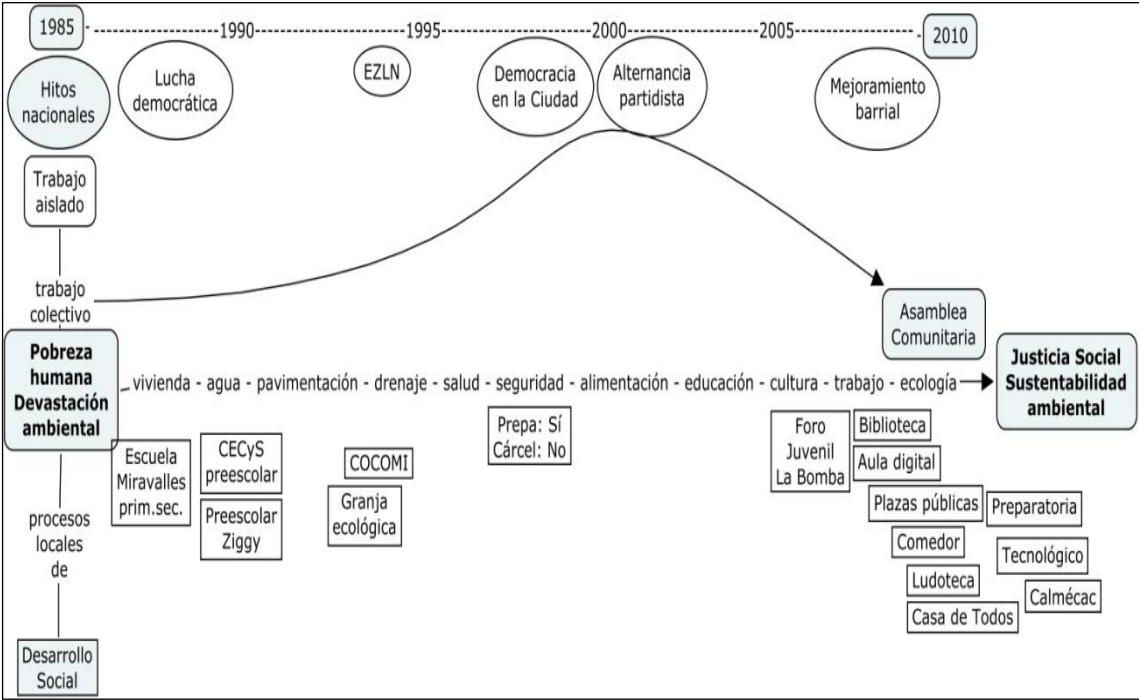 1985
1990
1995
2000
2005
2010
Hitos
nacionales
Lucha
democrática
EZLN
Democracia
en la Ciudad
Alternancia
partidista
Mejoramiento
barrial
Trabajo
aislado
trabajo
colectivo
Asamblea
Comunitaria
Pobreza
humana
Devastación
ambiental
vivienda - agua - pavimentación - drenaje - salud - seguridad - alimentación - educación - cultura - trabajo - ecología
Justicia Social
Sustentabilidad
ambiental
Escuela
Miravalles
prim.sec.
CECyS
preescolar
Preescolar
Ziggy
COCOMI
Granja
ecológica
Prepa: Sí
Cárcel: No
Foro
Juvenil
La Bomba
Biblioteca
Aula digital
Plazas públicas
Preparatoria
Comedor
Tecnológico
Ludoteca
Calmécac
Casa de Todos
procesos
locales
de
Desarrollo
Social